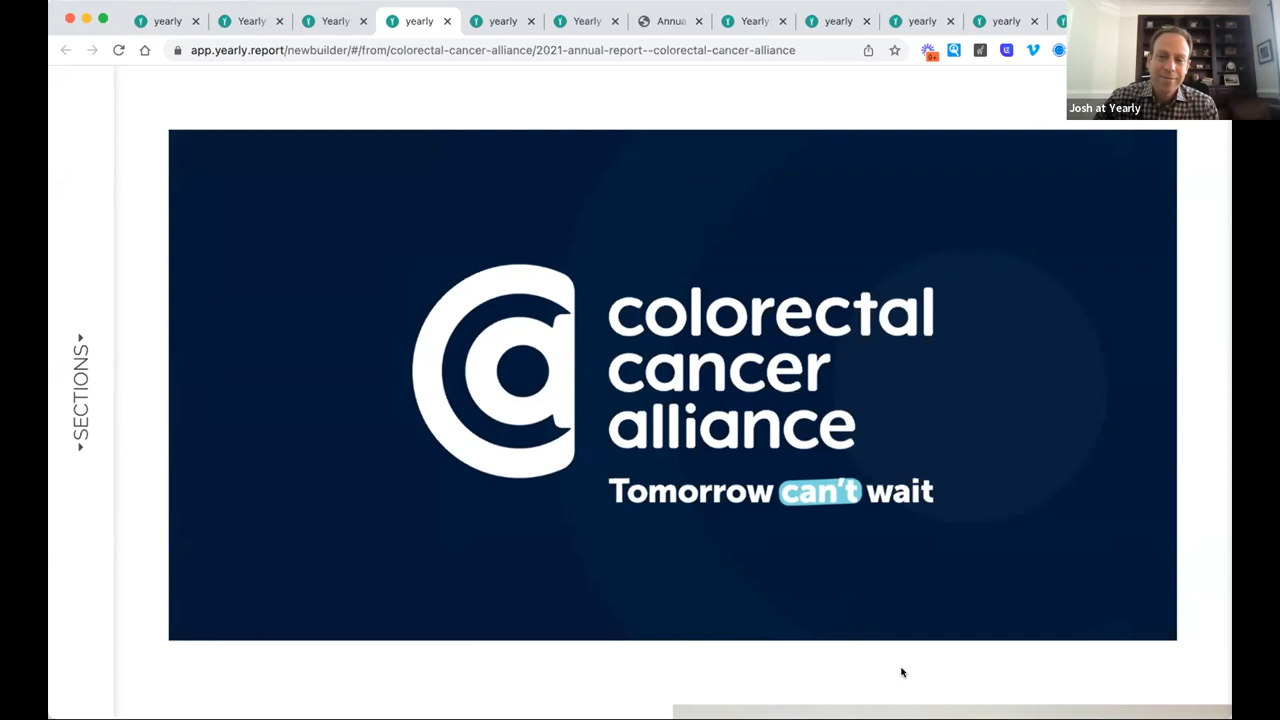 yearly
Yearly
Yearly
yearly
yearly
Yearly
Annua
Yearly
yearly
yearly
yearly
app.yearly.report/newbuilder/#/from/colorectal-cancer-alliance/2021-annual-report--colorectal-cancer-alliance
9+
Josh at Yearly
SECTIONS
colorectal
cancer
alliance
Tomorrow can't wait